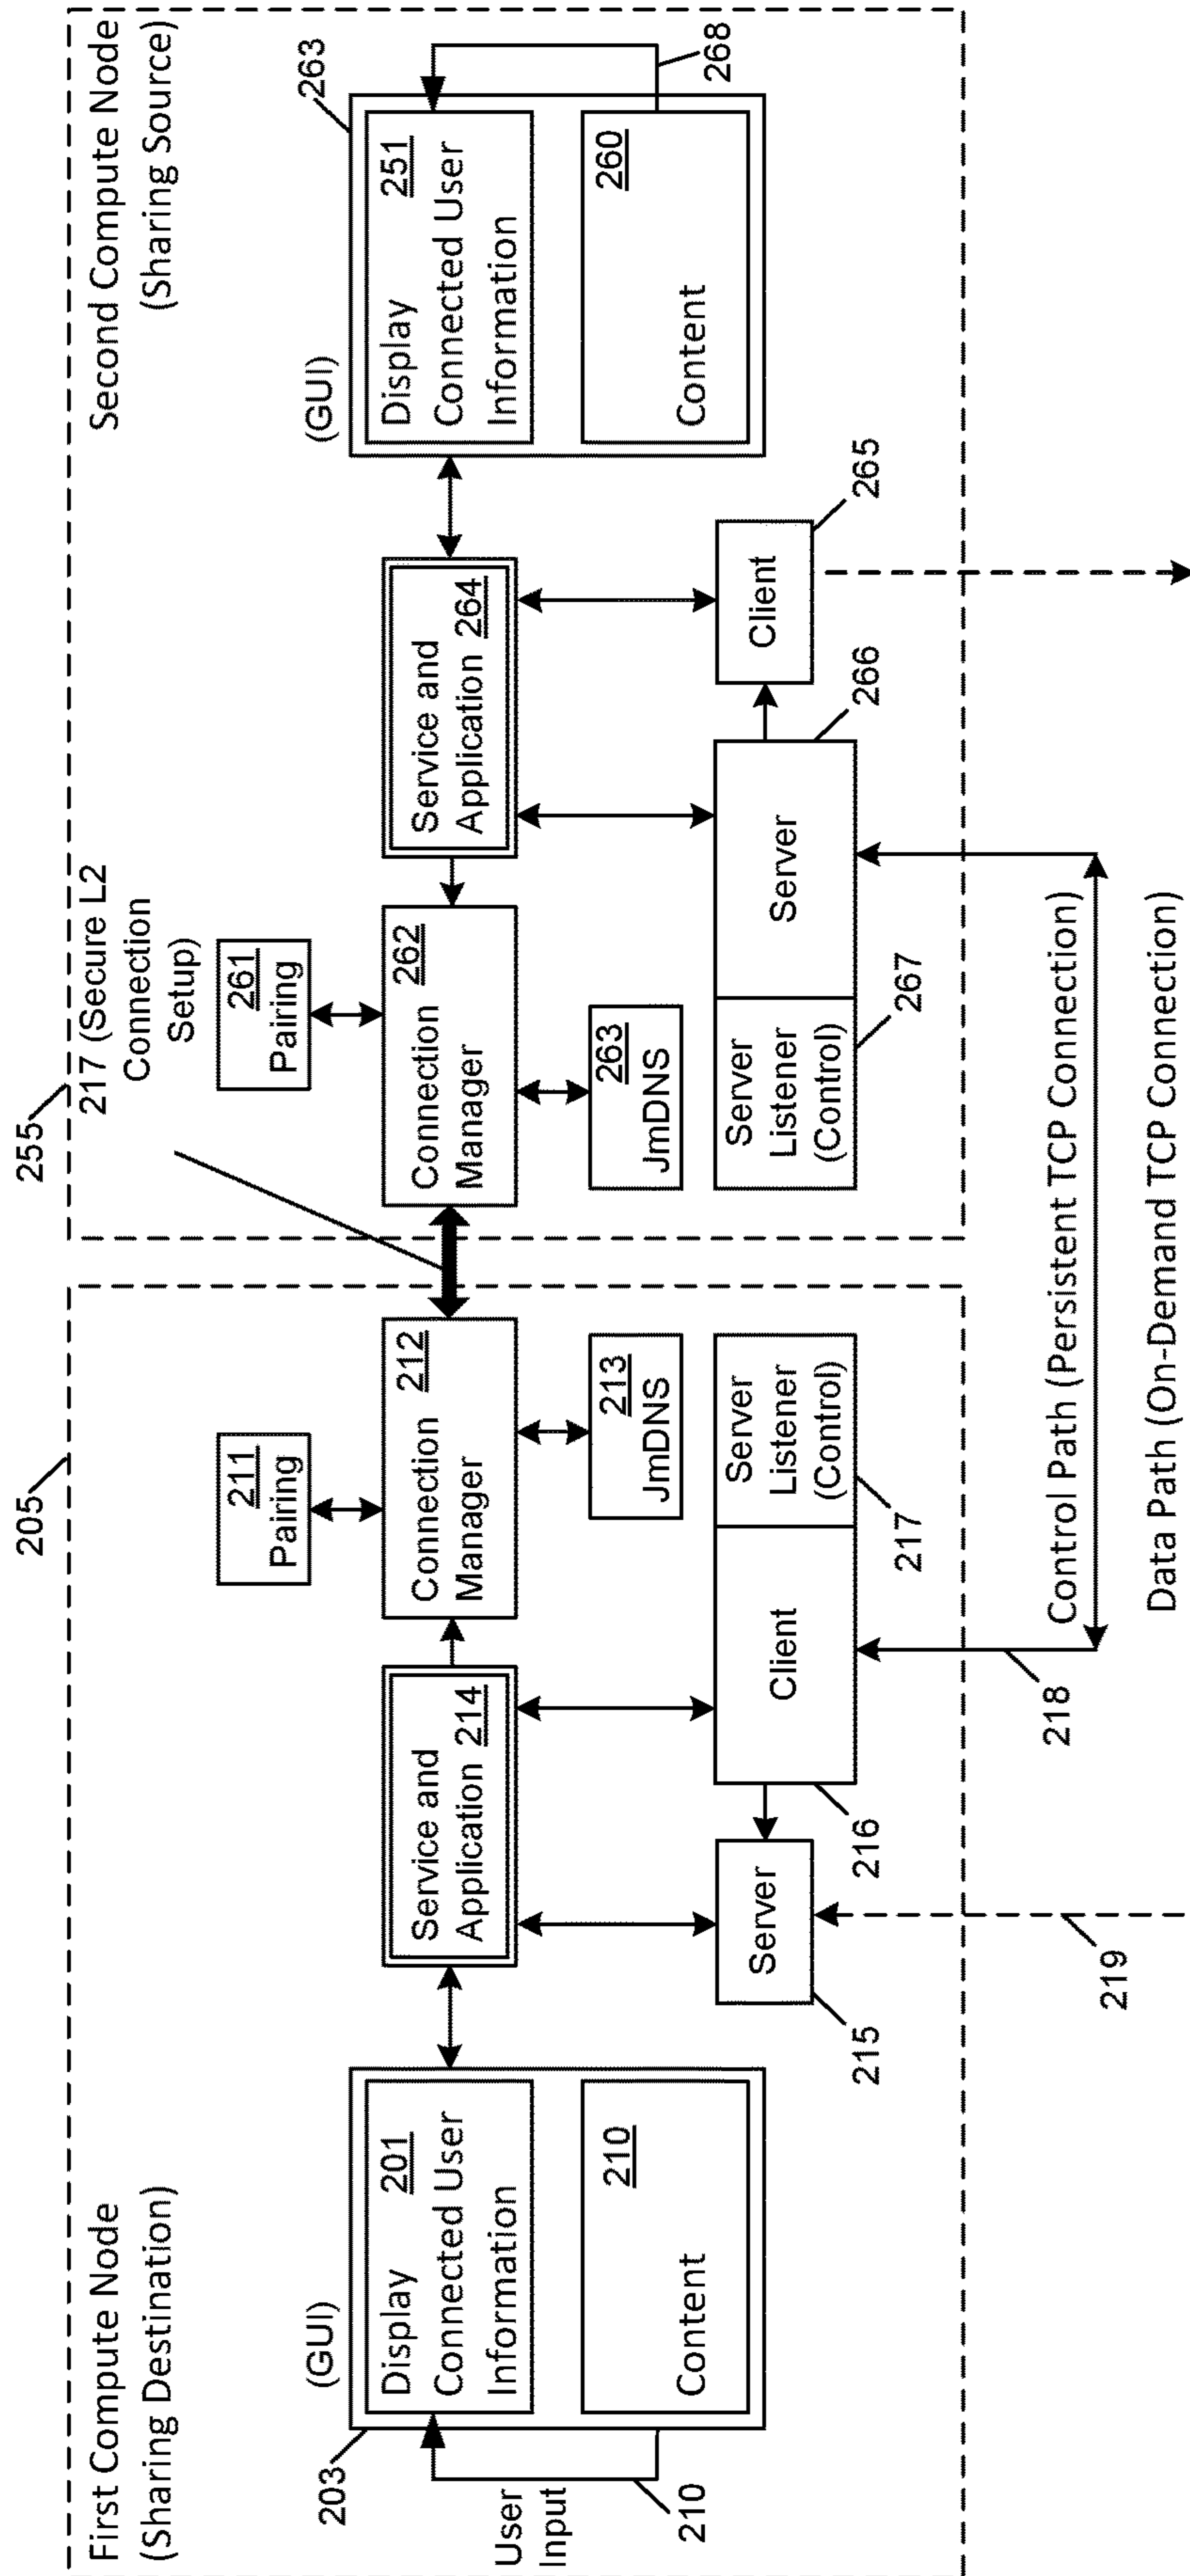 First Compute Node
(Sharing Destination)
205
203
(GUI)
Display 201
Connected User
Information
Content 210
User
Input
210
Service and
Application 214
211
Pairing
Connection 212
Manager
213
JmDNS
Server
215
Client
216
Server
Listener
(Control)
217
218
219
Second Compute Node
(Sharing Source)
255
217 (Secure L2
Connection
Setup)
261
Pairing
Connection 262
Manager
263
JmDNS
Service and
Application 264
Server
Listener
(Control)
267
Server
266
Client
265
(GUI)
263
Display 251
Connected User
Information
Content 260
268
Control Path (Persistent TCP Connection)
Data Path (On-Demand TCP Connection)